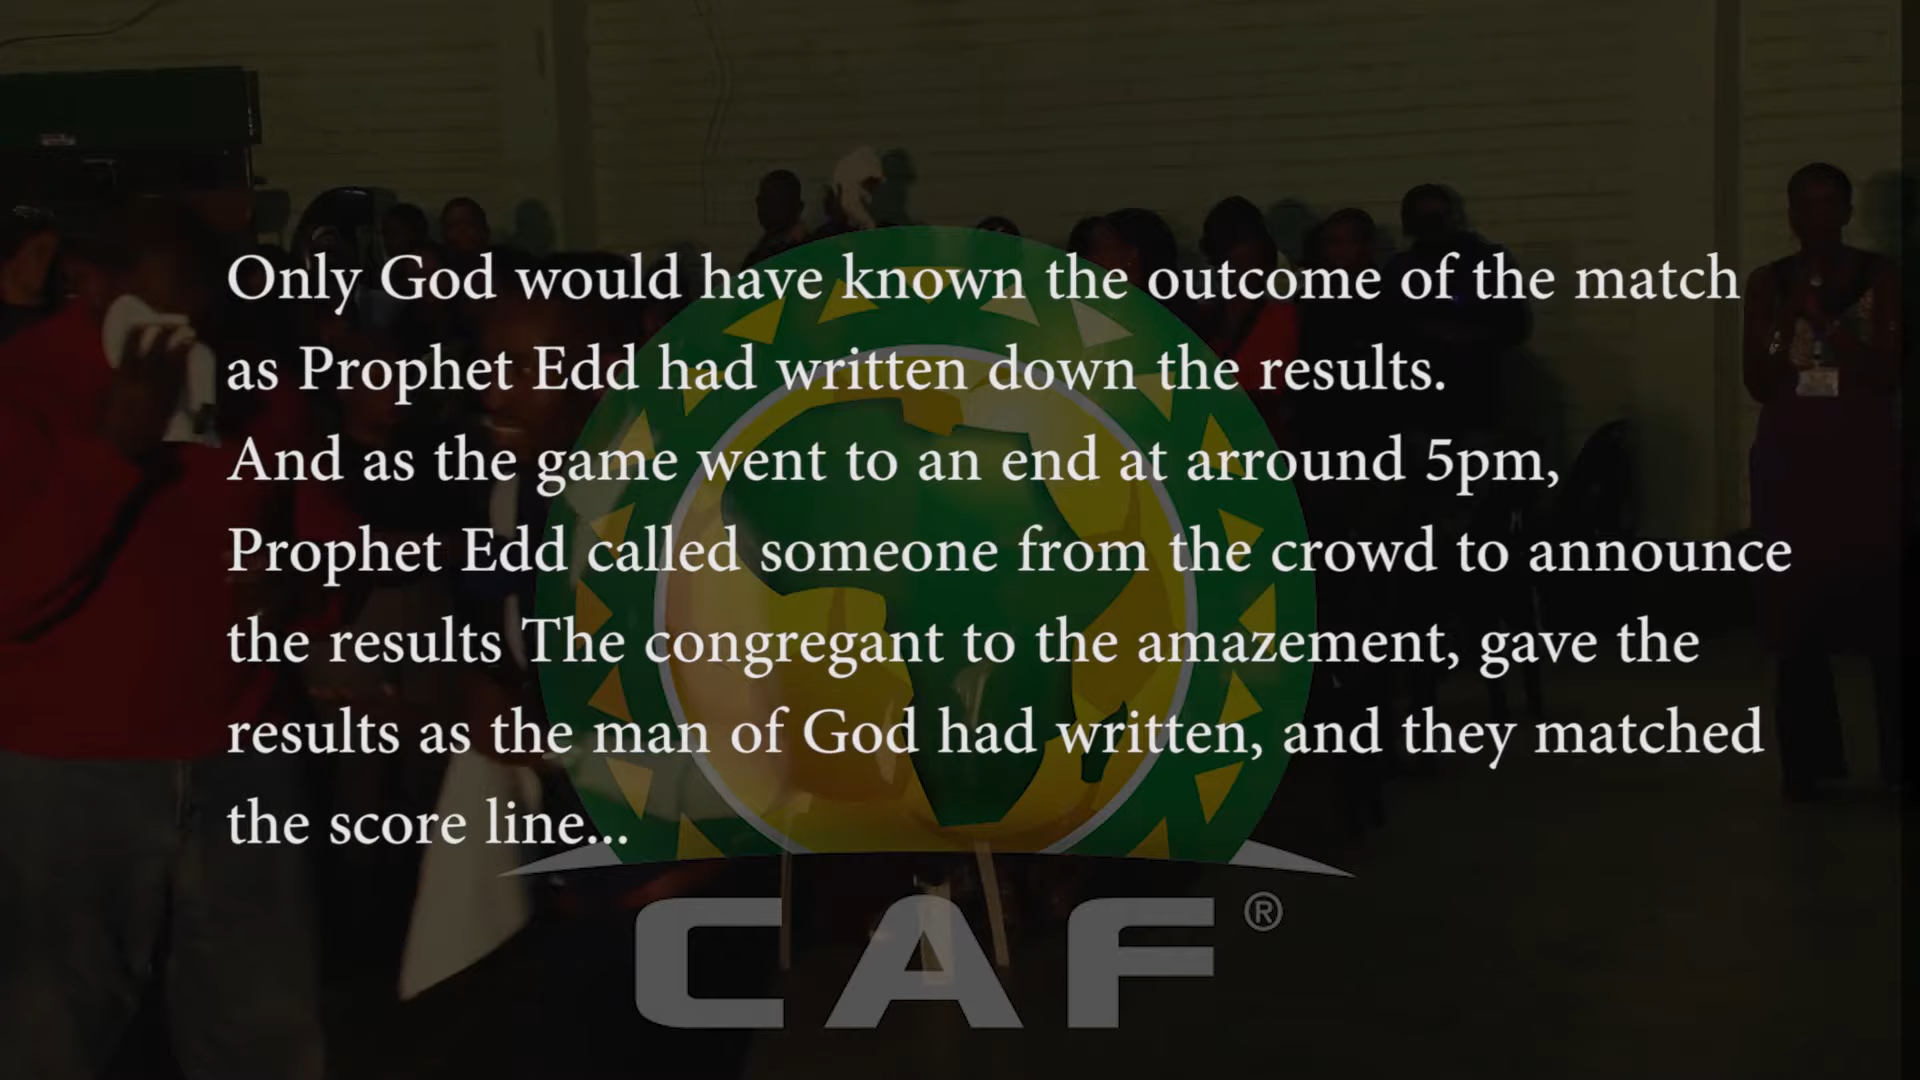 Only God would have known the outcome of the match
as Prophet Edd had written down the results.
And as the game went to an end at arround 5pm,
Prophet Edd called someone from the crowd to announce
the results The congregant to the amazement, gave the
results as the man of God had written, and they matched
the score line...
CAF®